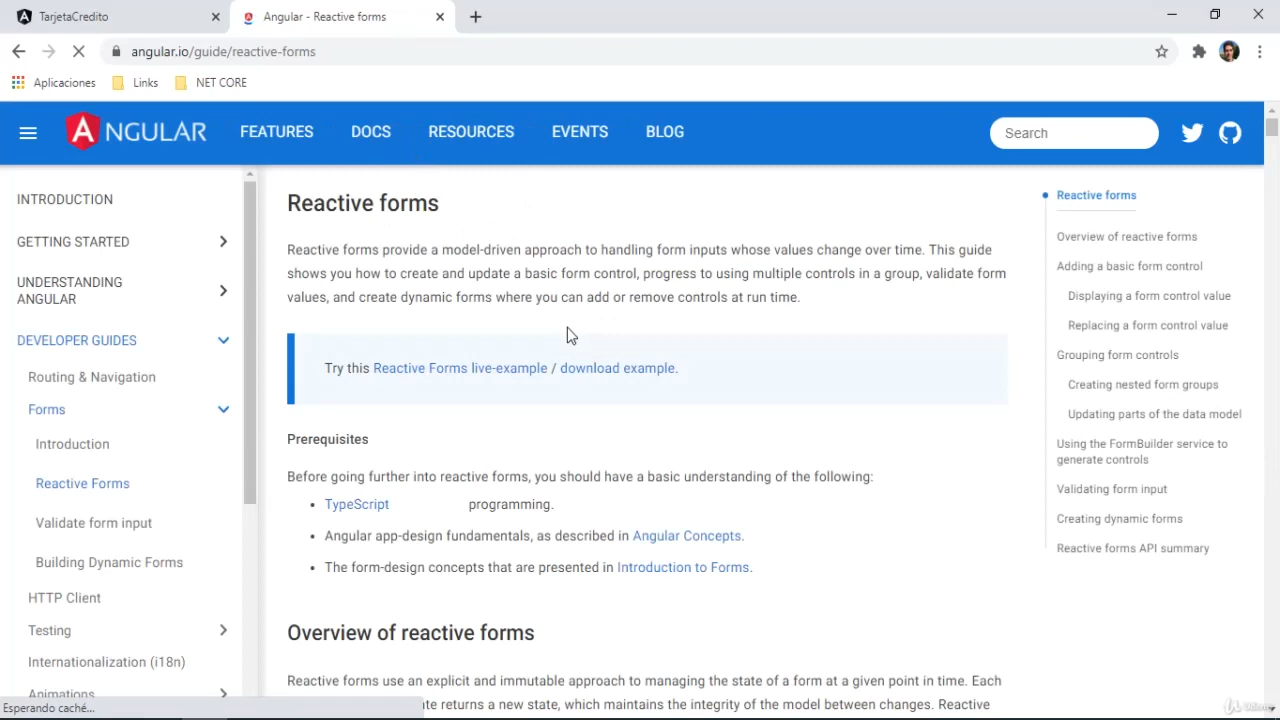 TarjetaCredito
Angular - Reactive forms
angular.io/guide/reactive-forms
Aplicaciones Links NET CORE
ANGULAR FEATURES DOCS RESOURCES EVENTS BLOG Search
INTRODUCTION
GETTING STARTED
UNDERSTANDING
ANGULAR
DEVELOPER GUIDES
Routing & Navigation
Forms
Introduction
Reactive Forms
Validate form input
Building Dynamic Forms
HTTP Client
Testing
Internationalization (i18n)
Animations
Esperando caché...
Reactive forms
Reactive forms provide a model-driven approach to handling form inputs whose values change over time. This guide
shows you how to create and update a basic form control, progress to using multiple controls in a group, validate form
values, and create dynamic forms where you can add or remove controls at run time.
Try this Reactive Forms live-example / download example.
Prerequisites
Before going further into reactive forms, you should have a basic understanding of the following:
• TypeScript programming.
• Angular app-design fundamentals, as described in Angular Concepts.
• The form-design concepts that are presented in Introduction to Forms.
Overview of reactive forms
Reactive forms use an explicit and immutable approach to managing the state of a form at a given point in time. Each
returns a new state, which maintains the integrity of the model between changes. Reactive
Reactive forms
Overview of reactive forms
Adding a basic form control
Displaying a form control value
Replacing a form control value
Grouping form controls
Creating nested form groups
Updating parts of the data model
Using the FormBuilder service to
generate controls
Validating form input
Creating dynamic forms
Reactive forms API summary